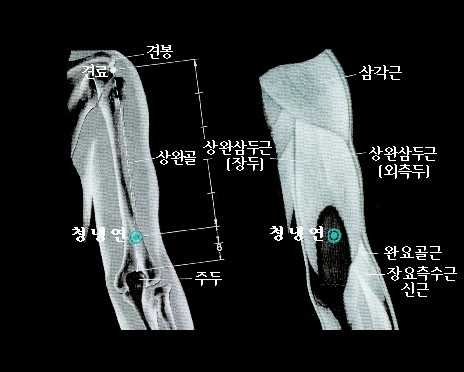 견봉
견료
삼각근
상완골
상완삼두근
(장두)
상완삼두근
(외측두)
청냉연
청냉연
완요골근
주두
장요측수근
신근